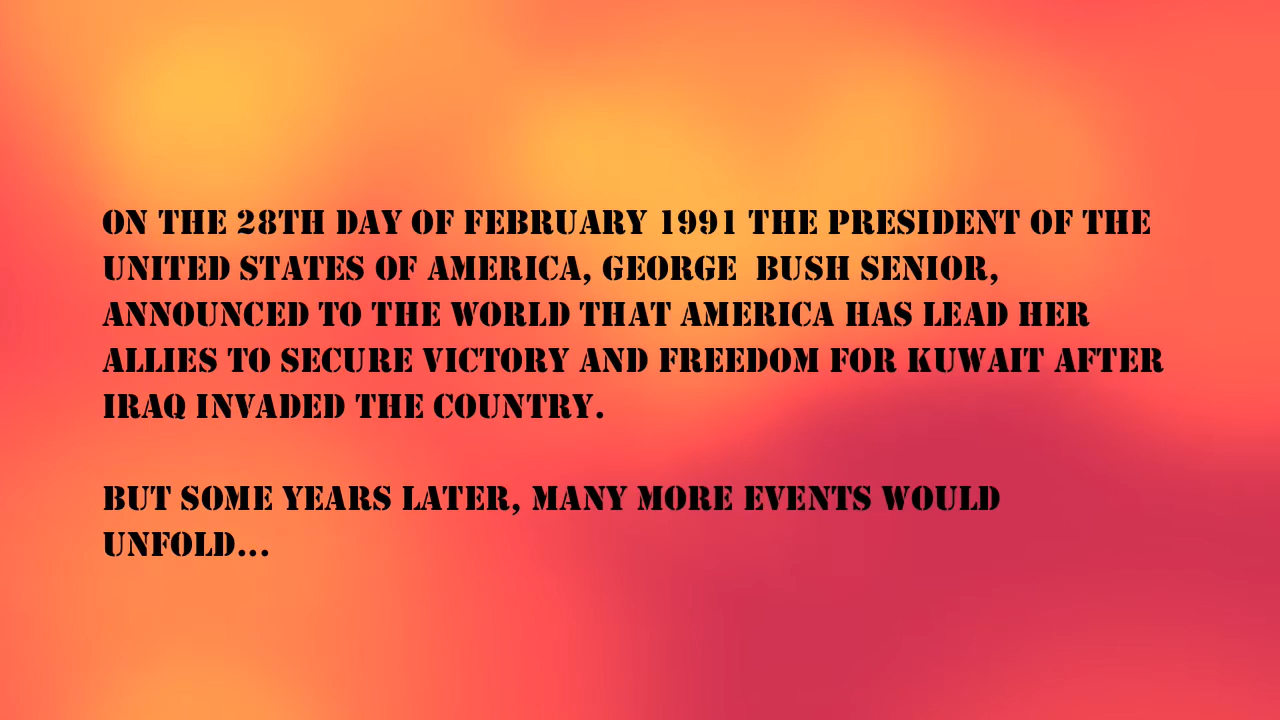 ON THE 28TH DAY OF FEBRUARY 1991 THE PRESIDENT OF THE
UNITED STATES OF AMERICA, GEORGE  BUSH SENIOR,
ANNOUNCED TO THE WORLD THAT AMERICA HAS LEAD HER
ALLIES TO SECURE VICTORY AND FREEDOM FOR KUWAIT AFTER
IRAQ INVADED THE COUNTRY.
BUT SOME YEARS LATER, MANY MORE EVENTS WOULD
UNFOLD...